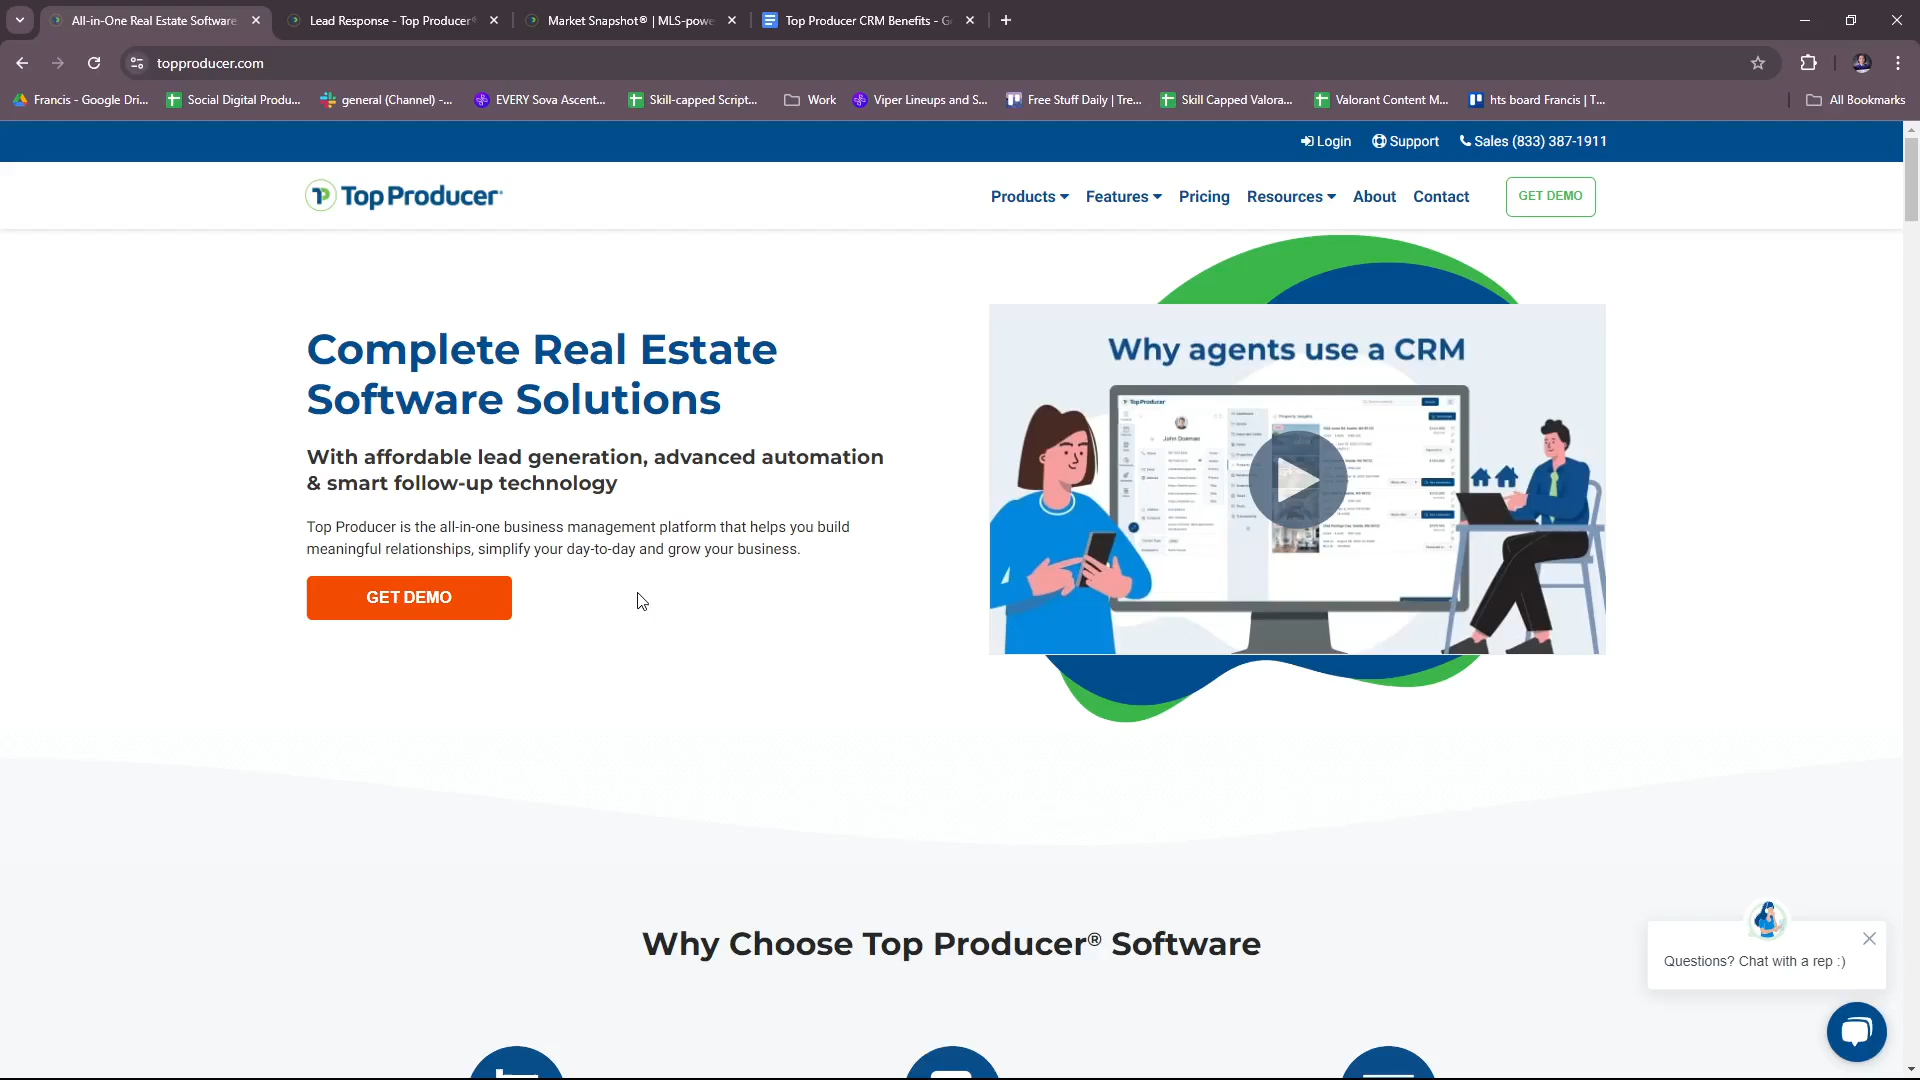 All-in-One Real Estate Software
Lead Response - Top Producer®
Market Snapshot® | MLS-powe
Top Producer CRM Benefits - G
topproducer.com
Francis - Google Dri...
Social Digital Produ...
general (Channel) -...
EVERY Sova Ascent...
Skill-capped Script...
Work
Viper Lineups and S...
Free Stuff Daily | Tre...
Skill Capped Valora...
Valorant Content M...
hts board Francis | T...
All Bookmarks
Login
Support
Sales (833) 387-1911
Top Producer®
Products
Features
Pricing
Resources
About
Contact
GET DEMO
Complete Real Estate
Software Solutions
With affordable lead generation, advanced automation
& smart follow-up technology
Top Producer is the all-in-one business management platform that helps you build
meaningful relationships, simplify your day-to-day and grow your business.
GET DEMO
Why agents use a CRM
Top Producer
John Doeman
Why Choose Top Producer® Software
Questions? Chat with a rep :)